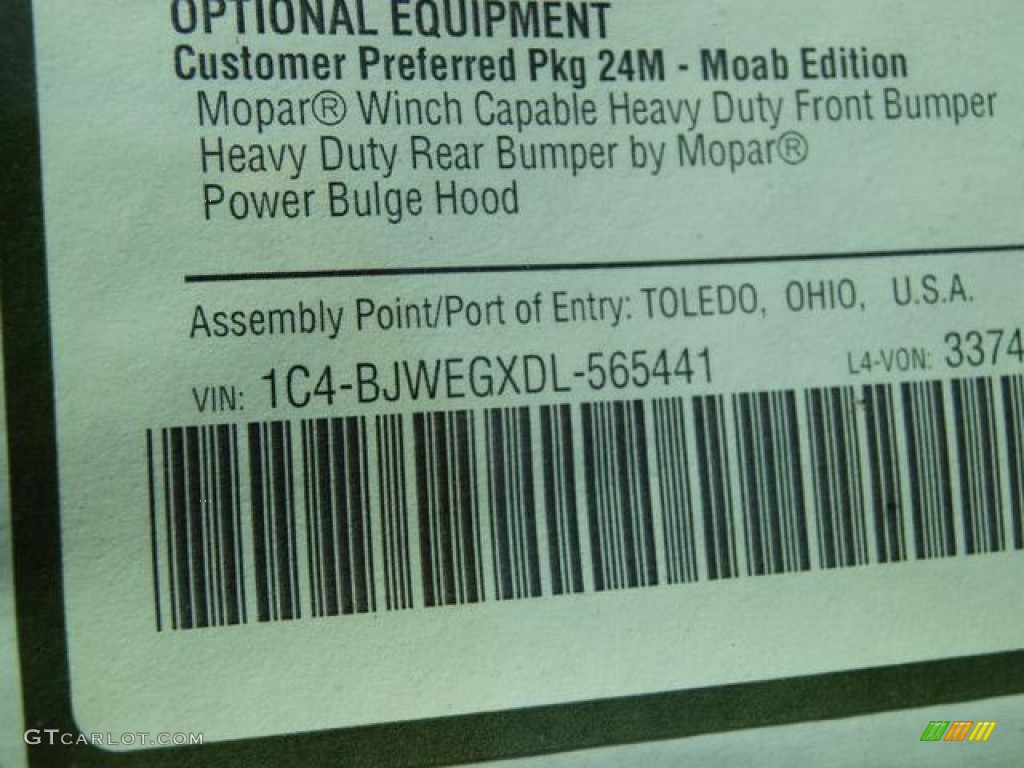 OPTIONAL EQUIPMENT
Customer Preferred Pkg 24M - Moab Edition
Mopar® Winch Capable Heavy Duty Front Bumper
Heavy Duty Rear Bumper by Mopar®
Power Bulge Hood
Assembly Point/Port of Entry: TOLEDO, OHIO, U.S.A.
VIN: 1C4-BJWEGXDL-565441 L4-VON: 3374
GTCARLOT.COM